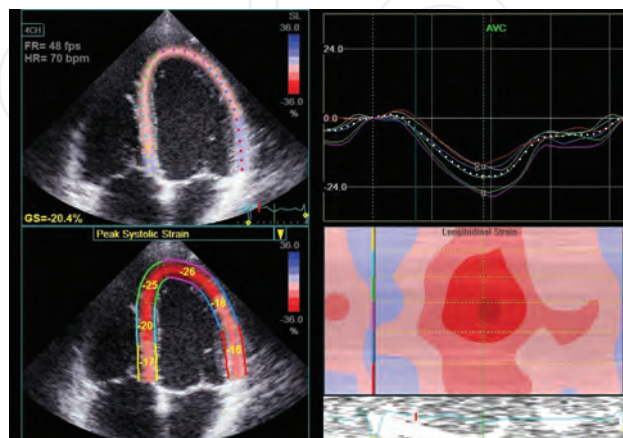 4CH
FR= 48 fps
HR= 70 bpm
SL
36.0
-36.0
%
GS=-20.4%
AVC
24.0
0.0
-24.0
Peak Systolic Strain
36.0
-36.0
%
-26
-25
-18
-20
-17
-16
Longitudinal Strain